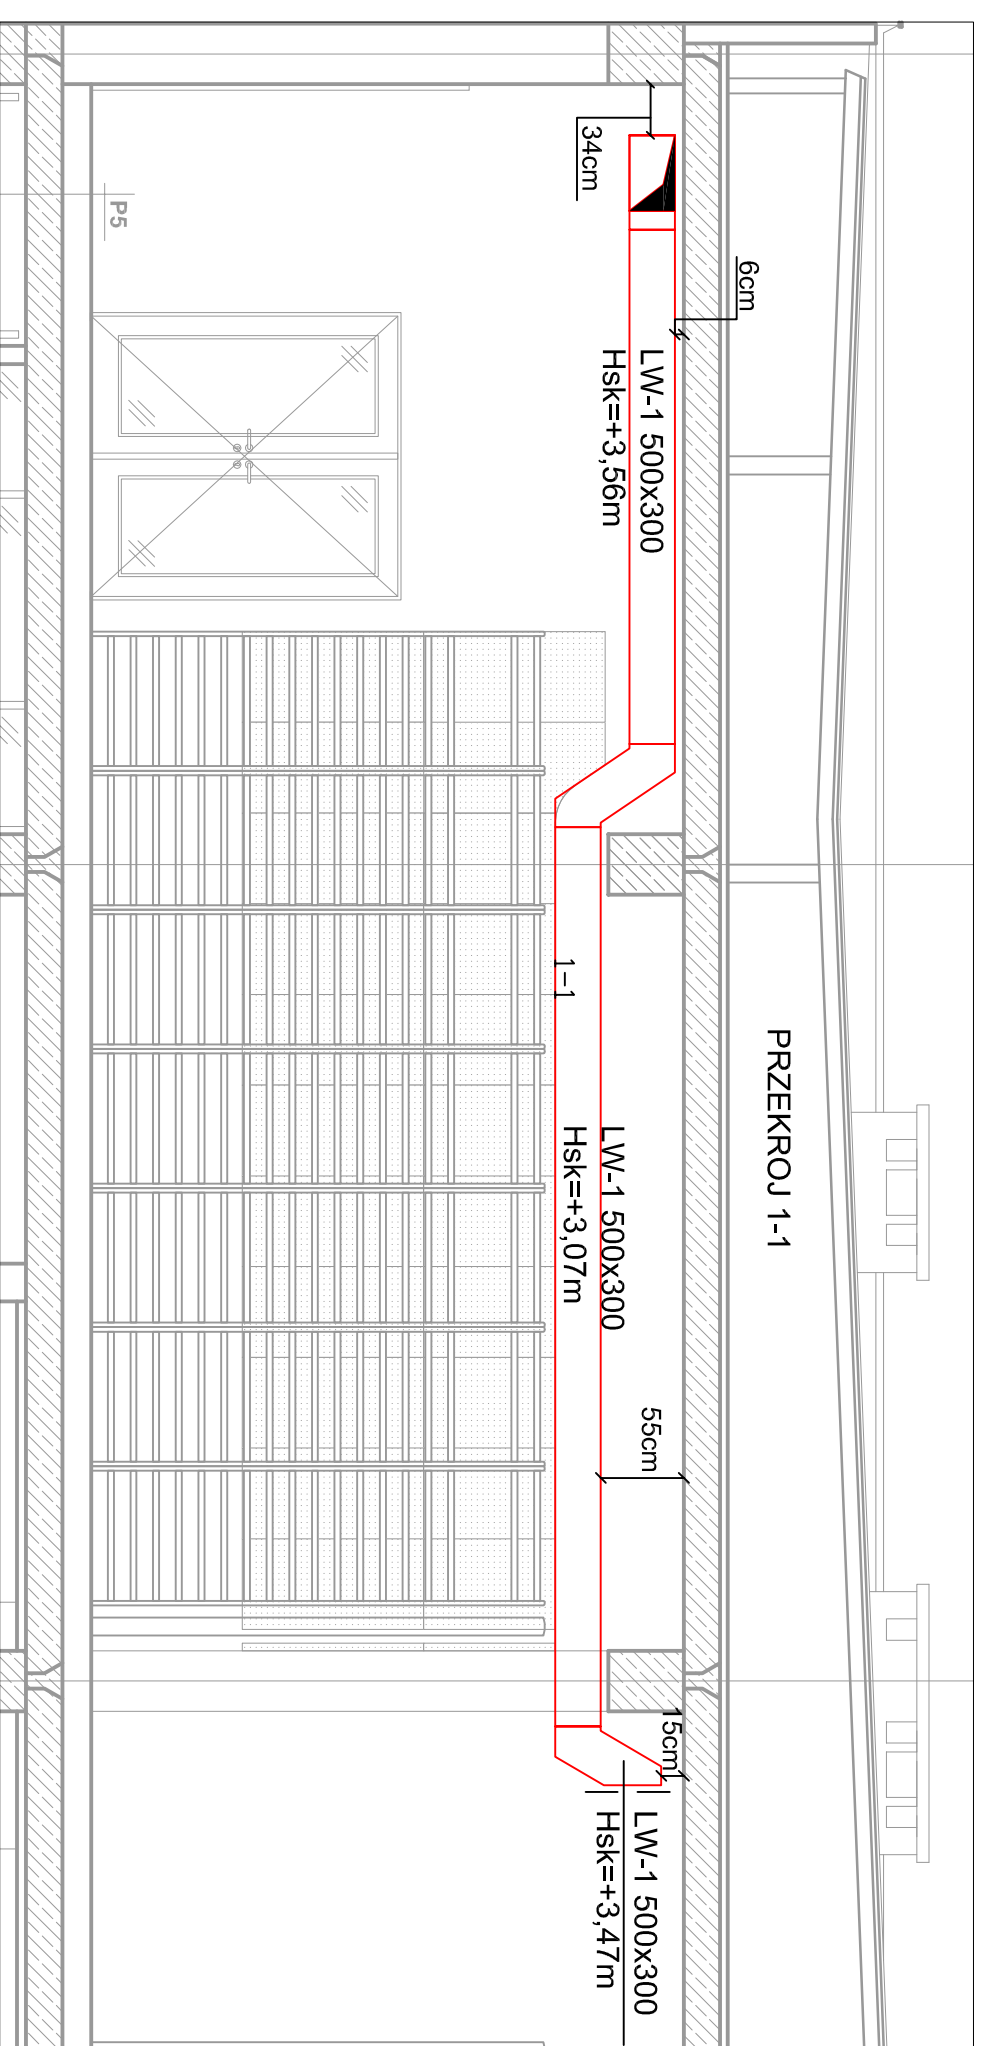 PRZEKROJ 1-1
6cm
34cm
LW-1 500x300
Hsk=+3,56m
P5
1-1
LW-1 500x300
Hsk=+3,07m
55cm
15cm
LW-1 500x300
Hsk=+3,47m